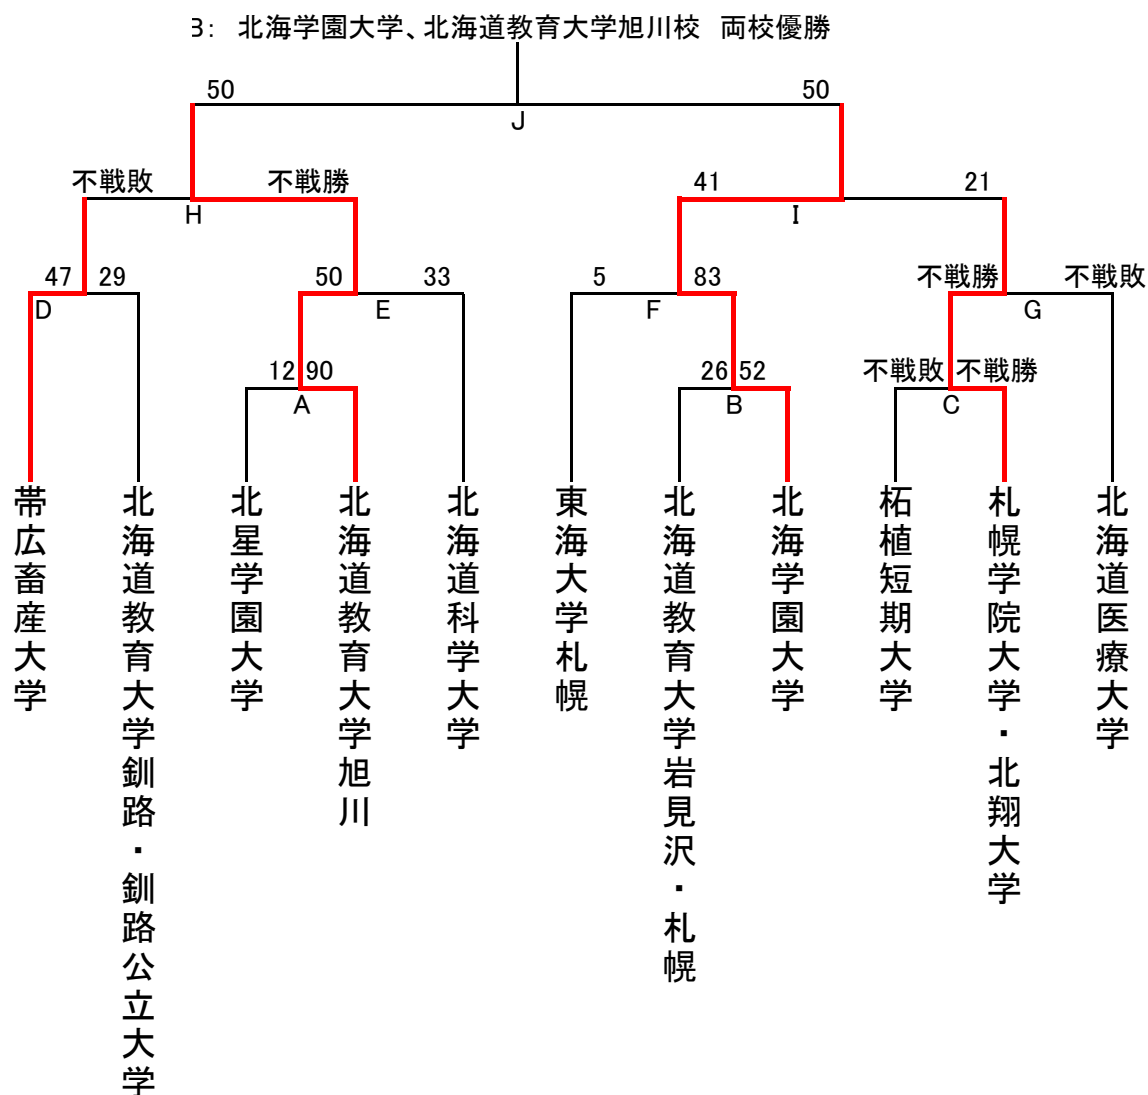 3: 北海学園大学、北海道教育大学旭川校 両校優勝
50 50
J
不戦敗 不戦勝 41 21
H I
47 29 50 33 5 83 不戦勝 不戦敗
D E F G
12 90 26 52 不戦敗 不戦勝
A B C
帯広畜産大学
北海道教育大学釧路・釧路公立大学
北星学園大学
北海道教育大学旭川
北海道科学大学
東海大学札幌
北海道教育大学岩見沢・札幌
北海学園大学
柘植短期大学
札幌学院大学・北翔大学
北海道医療大学